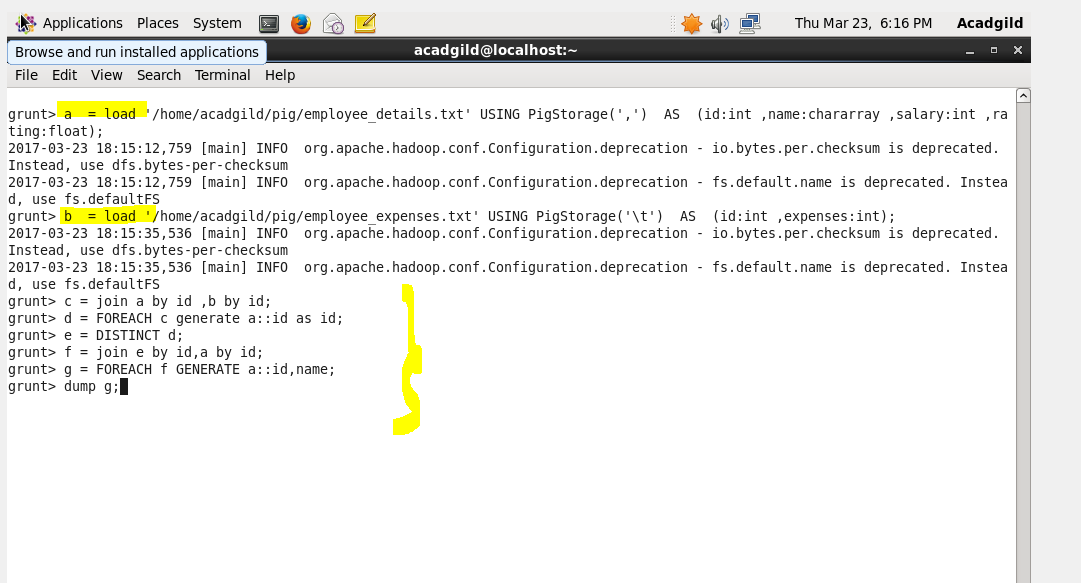 Applications Places System Thu Mar 23, 6:16 PM Acadgild
Browse and run installed applications acadgild@localhost:~
File Edit View Search Terminal Help
grunt> a  = load '/home/acadgild/pig/employee_details.txt' USING PigStorage(',')  AS  (id:int ,name:chararray ,salary:int ,ra
ting:float);
2017-03-23 18:15:12,759 [main] INFO  org.apache.hadoop.conf.Configuration.deprecation - io.bytes.per.checksum is deprecated.
Instead, use dfs.bytes-per-checksum
2017-03-23 18:15:12,759 [main] INFO  org.apache.hadoop.conf.Configuration.deprecation - fs.default.name is deprecated. Instea
d, use fs.defaultFS
grunt> b  = load '/home/acadgild/pig/employee_expenses.txt' USING PigStorage('\t')  AS  (id:int ,expenses:int);
2017-03-23 18:15:35,536 [main] INFO  org.apache.hadoop.conf.Configuration.deprecation - io.bytes.per.checksum is deprecated.
Instead, use dfs.bytes-per-checksum
2017-03-23 18:15:35,536 [main] INFO  org.apache.hadoop.conf.Configuration.deprecation - fs.default.name is deprecated. Instea
d, use fs.defaultFS
grunt> c = join a by id ,b by id;
grunt> d = FOREACH c generate a::id as id;
grunt> e = DISTINCT d;
grunt> f = join e by id,a by id;
grunt> g = FOREACH f GENERATE a::id,name;
grunt> dump g;